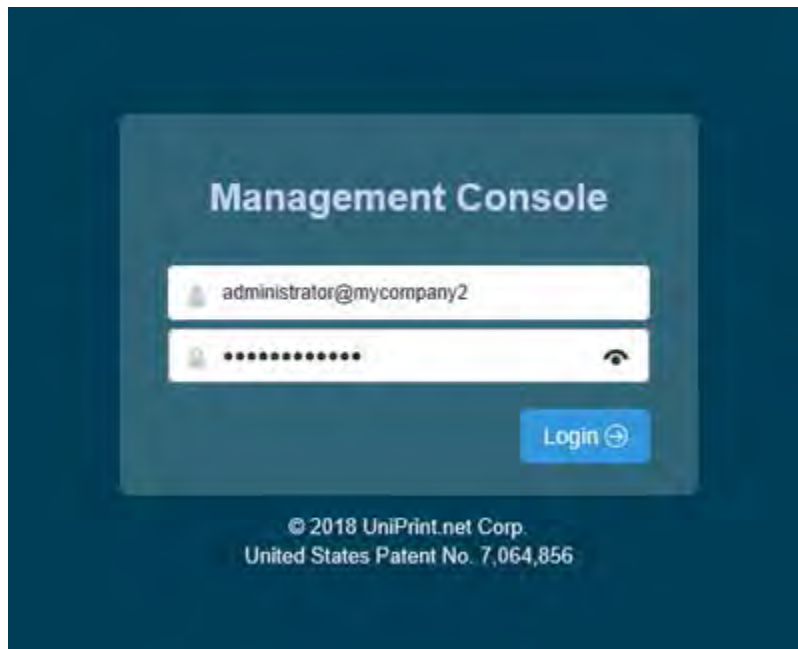 Management Console
administrator@mycompany2
••••••••••••
Login
© 2018 UniPrint.net Corp.
United States Patent No. 7,064,856